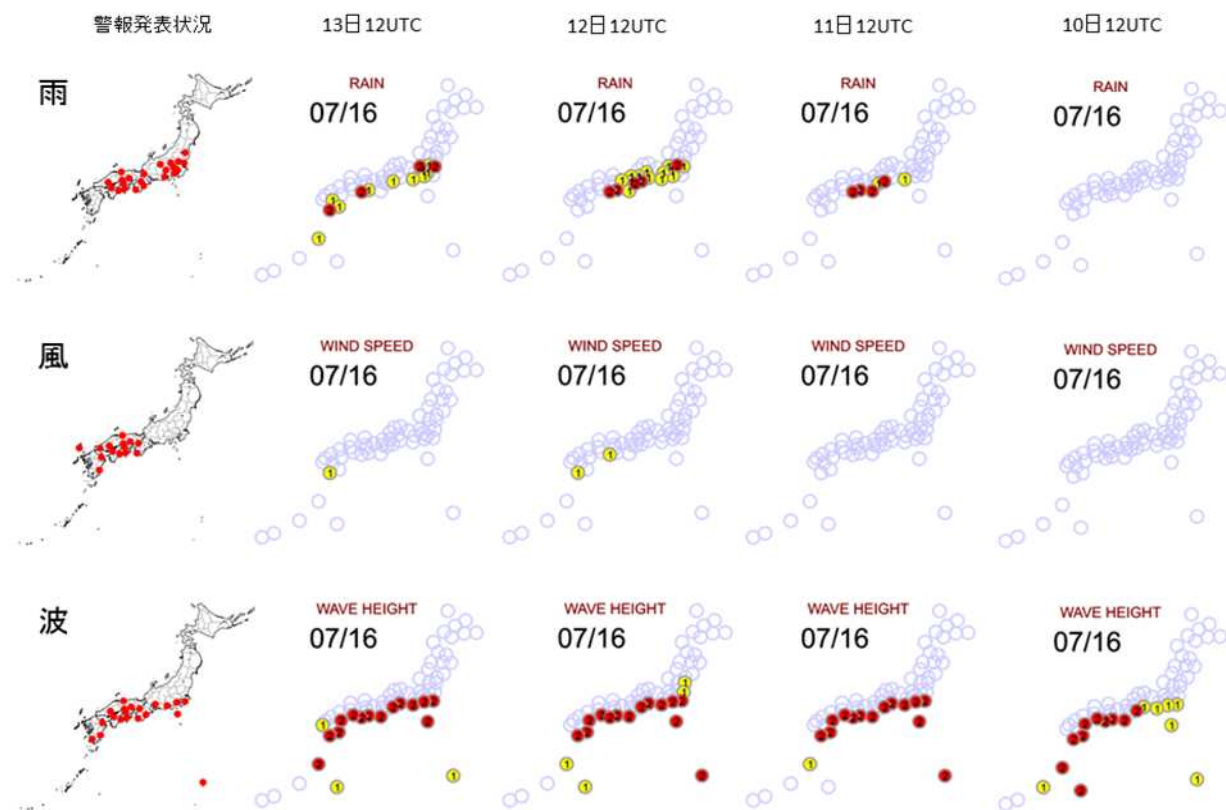 警報発表状況 13日12UTC 12日12UTC 11日12UTC 10日12UTC
雨 RAIN RAIN RAIN RAIN
07/16 07/16 07/16 07/16
風 WIND SPEED WIND SPEED WIND SPEED WIND SPEED
07/16 07/16 07/16 07/16
波 WAVE HEIGHT WAVE HEIGHT WAVE HEIGHT WAVE HEIGHT
07/16 07/16 07/16 07/16